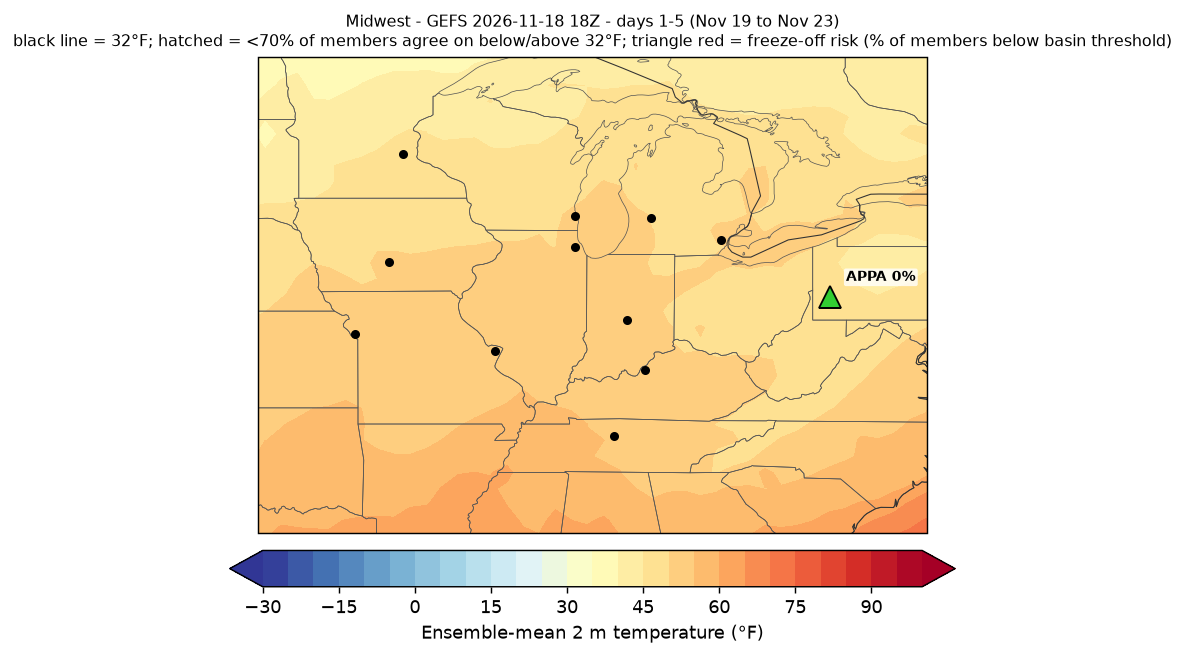 Midwest - GEFS 2026-11-18 18Z - days 1-5 (Nov 19 to Nov 23)
black line = 32°F; hatched = <70% of members agree on below/above 32°F; triangle red = freeze-off risk (% of members below basin threshold)
APPA 0%
−30 −15 0 15 30 45 60 75 90
Ensemble-mean 2 m temperature (°F)